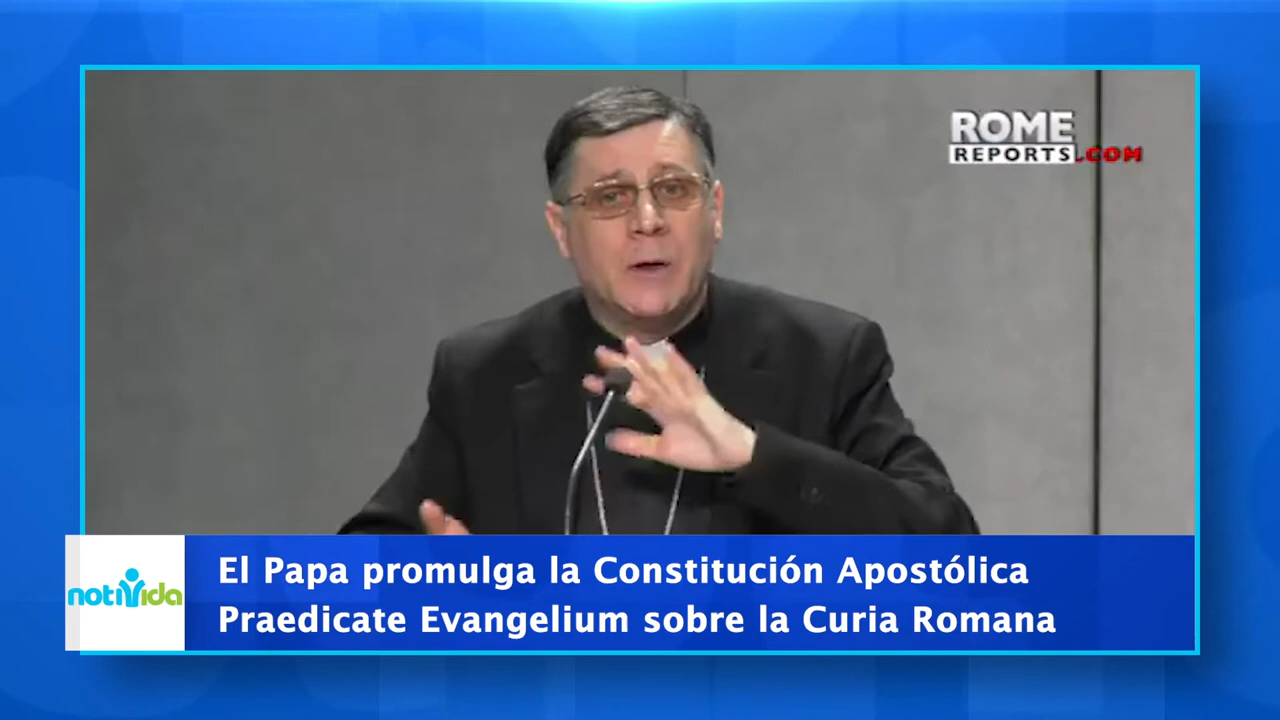 ROME
REPORTS.COM
El Papa promulga la Constitución Apostólica
Praedicate Evangelium sobre la Curia Romana
notiVida